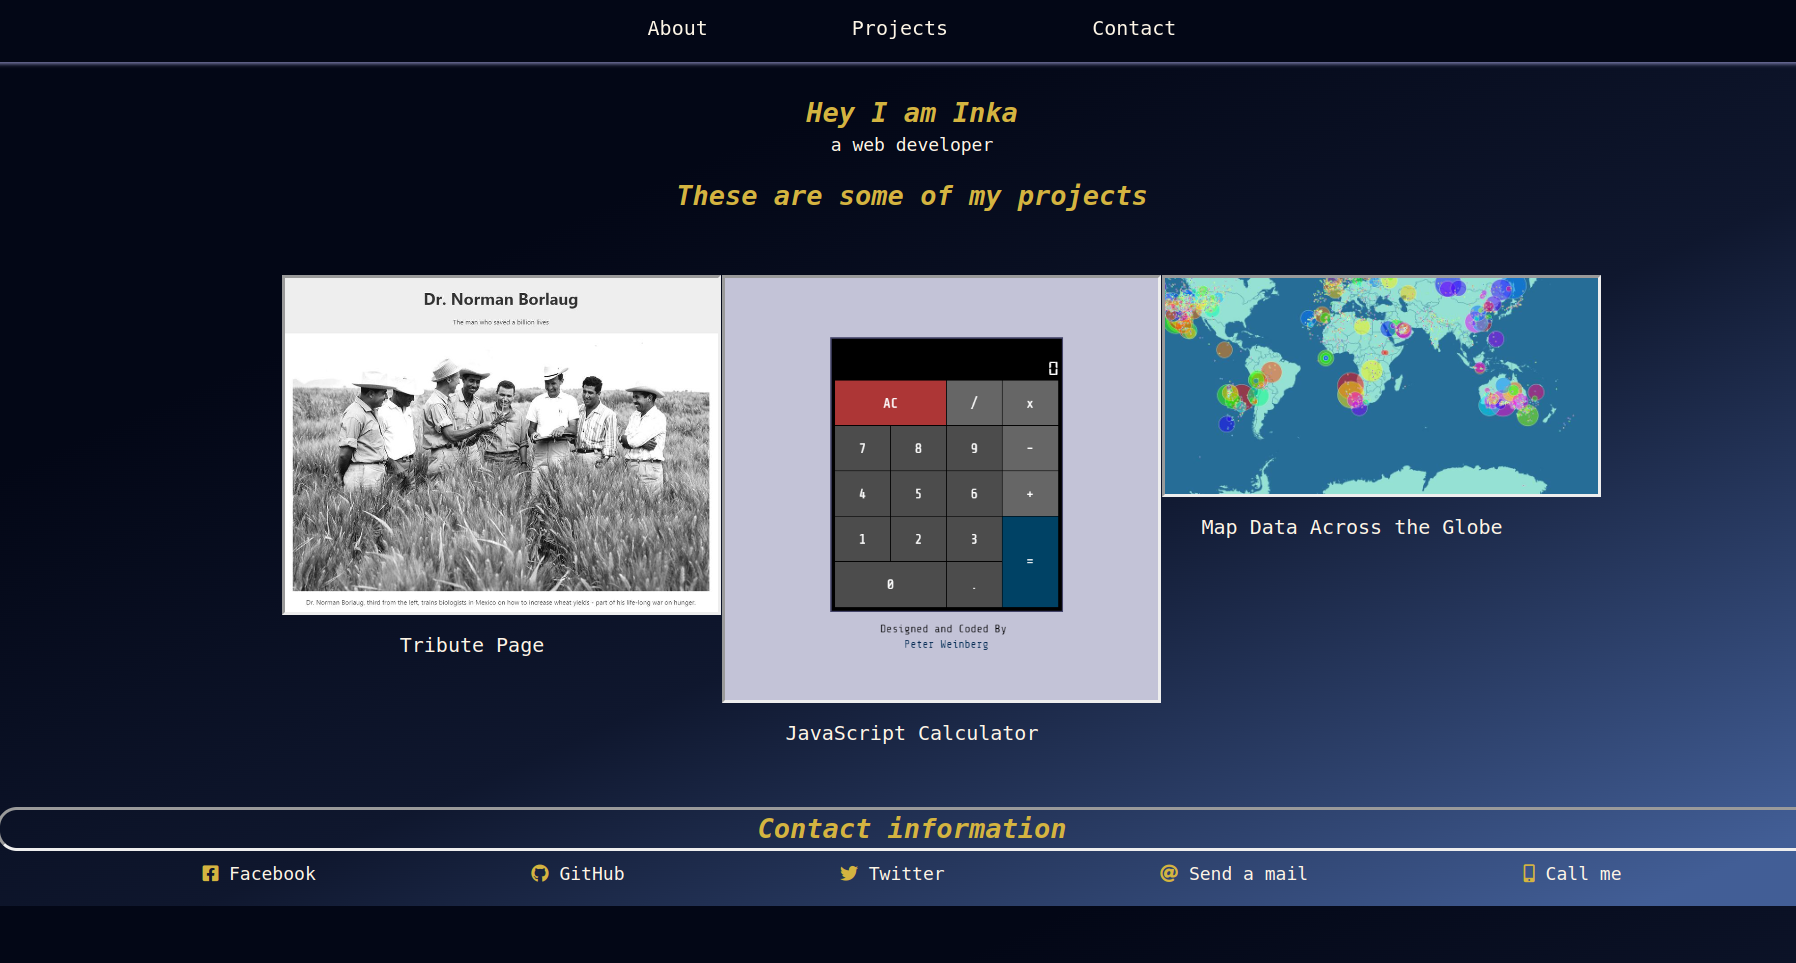 About Projects Contact
Hey I am Inka
a web developer
These are some of my projects
Dr. Norman Borlaug
The man who saved a billion lives
Dr. Norman Borlaug, third from the left, trains biologists in Mexico on how to increase wheat yields - part of his life-long war on hunger.
Tribute Page
0
AC / x
7 8 9 -
4 5 6 +
1 2 3 =
0 .
Designed and Coded By
Peter Weinberg
JavaScript Calculator
Map Data Across the Globe
Contact information
Facebook GitHub Twitter @ Send a mail Call me